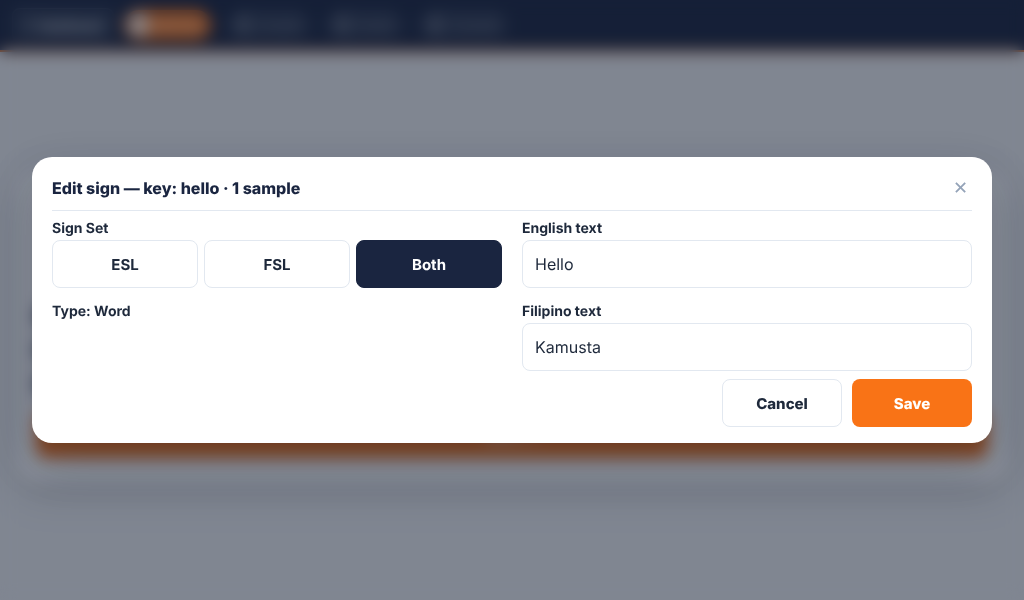 Edit sign — key: hello · 1 sample
Sign Set
ESL
FSL
Both
Type: Word
English text
Hello
Filipino text
Kamusta
Cancel
Save